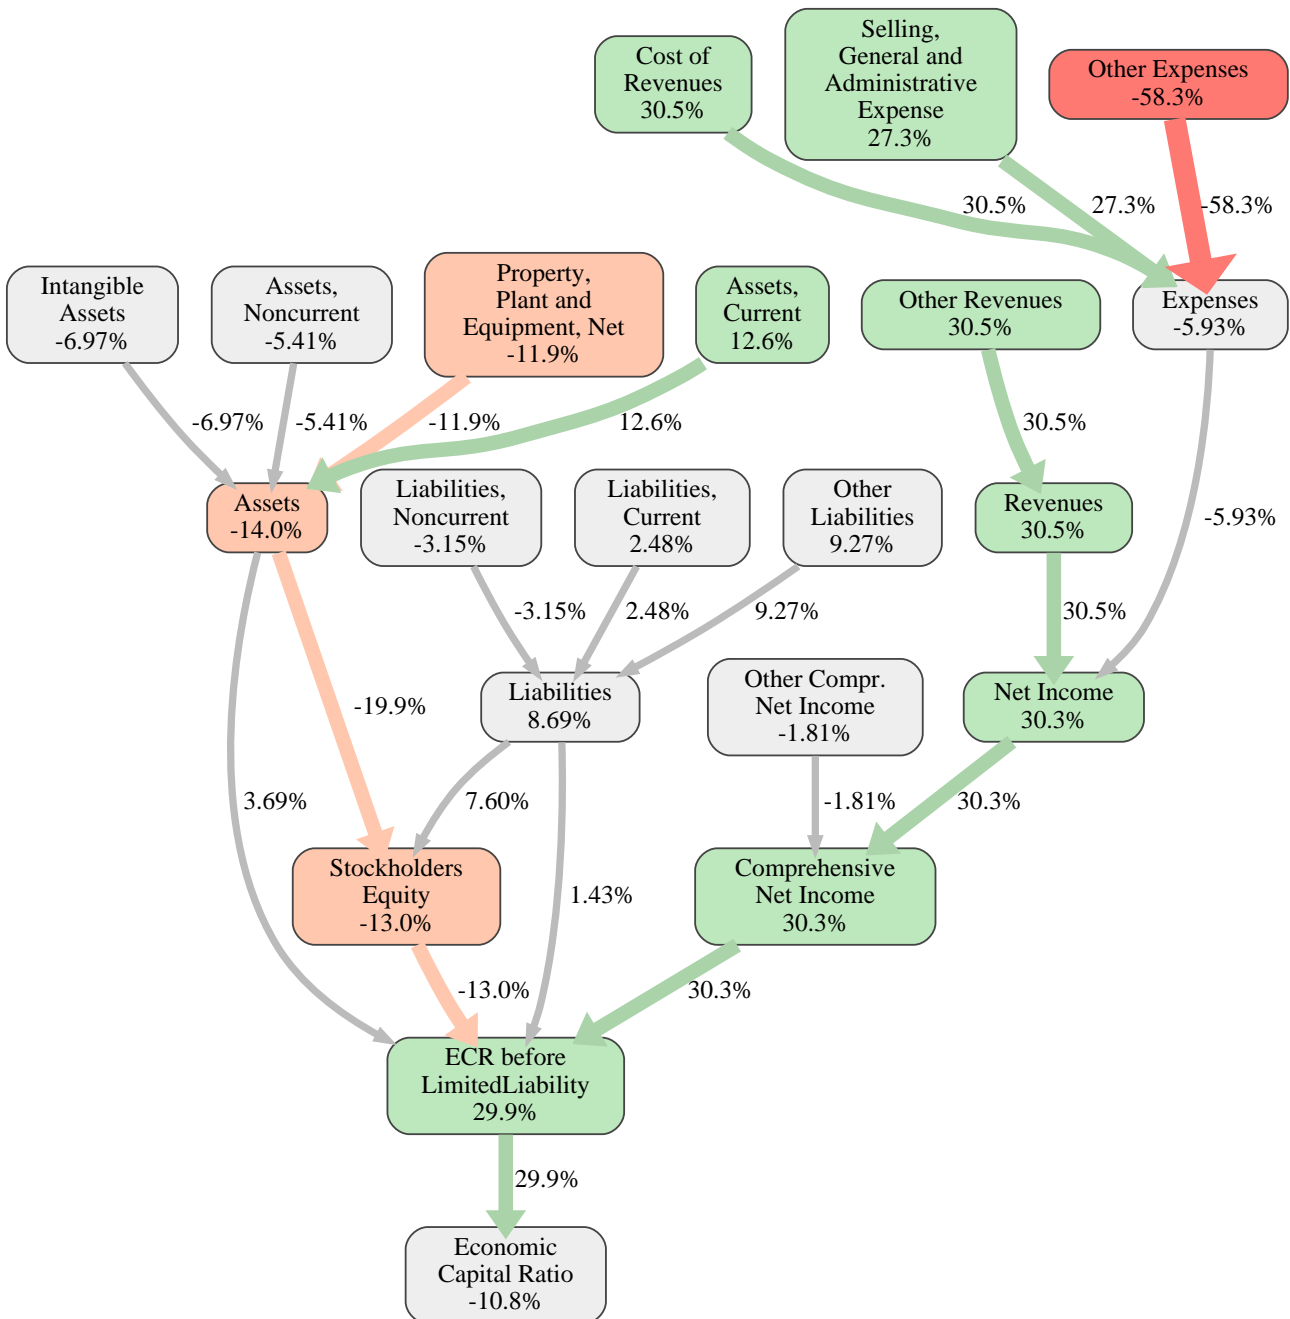 Cost of
Revenues
30.5%
Selling,
General and
Administrative
Expense
27.3%
Other Expenses
-58.3%
30.5%
27.3%
-58.3%
Intangible
Assets
-6.97%
Assets,
Noncurrent
-5.41%
Property,
Plant and
Equipment, Net
-11.9%
Assets,
Current
12.6%
Other Revenues
30.5%
Expenses
-5.93%
-6.97%
-5.41%
-11.9%
12.6%
30.5%
-5.93%
Assets
-14.0%
Liabilities,
Noncurrent
-3.15%
Liabilities,
Current
2.48%
Other
Liabilities
9.27%
Revenues
30.5%
-3.15%
2.48%
9.27%
30.5%
-19.9%
Liabilities
8.69%
Other Compr.
Net Income
-1.81%
Net Income
30.3%
3.69%
7.60%
-1.81%
30.3%
Stockholders
Equity
-13.0%
1.43%
Comprehensive
Net Income
30.3%
-13.0%
30.3%
ECR before
LimitedLiability
29.9%
29.9%
Economic
Capital Ratio
-10.8%